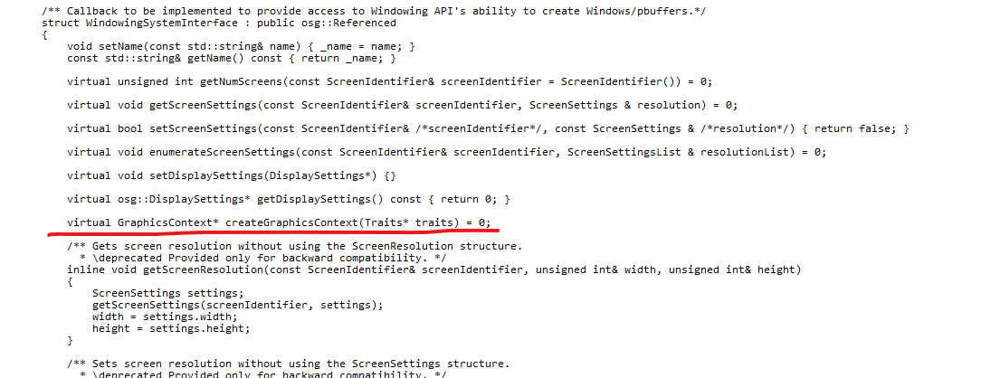 /** Callback to be implemented to provide access to Windowing API's ability to create Windows/pbuffers.*/
struct WindowingSystemInterface : public osg::Referenced
{
    void setName(const std::string& name) { _name = name; }
    const std::string& getName() const { return _name; }
    virtual unsigned int getNumScreens(const ScreenIdentifier& screenIdentifier = ScreenIdentifier()) = 0;
    virtual void getScreenSettings(const ScreenIdentifier& screenIdentifier, ScreenSettings & resolution) = 0;
    virtual bool setScreenSettings(const ScreenIdentifier& /*screenIdentifier*/, const ScreenSettings & /*resolution*/) { return false; }
    virtual void enumerateScreenSettings(const ScreenIdentifier& screenIdentifier, ScreenSettingsList & resolutionList) = 0;
    virtual void setDisplaySettings(DisplaySettings*) {}
    virtual osg::DisplaySettings* getDisplaySettings() const { return 0; }
    virtual GraphicsContext* createGraphicsContext(Traits* traits) = 0;
    /** Gets screen resolution without using the ScreenResolution structure.
      * \deprecated Provided only for backward compatibility. */
    inline void getScreenResolution(const ScreenIdentifier& screenIdentifier, unsigned int& width, unsigned int& height)
    {
        ScreenSettings settings;
        getScreenSettings(screenIdentifier, settings);
        width = settings.width;
        height = settings.height;
    }
    /** Sets screen resolution without using the ScreenSettings structure.
      * \deprecated Provided only for backward compatibility. */